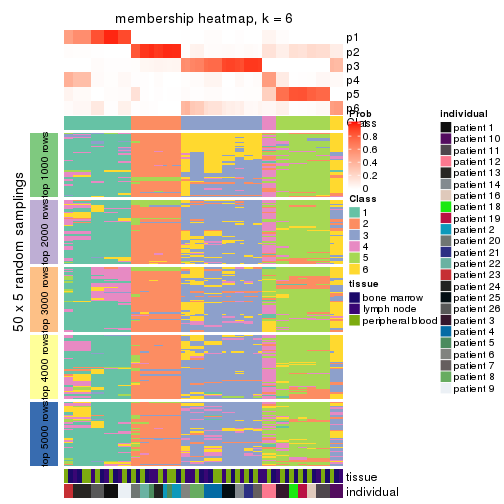 membership heatmap, k = 6
p1
p2
p3
p4
p5
p6
Class
50 x 5 random samplings
top 1000 rows
top 2000 rows
top 3000 rows
top 4000 rows
top 5000 rows
tissue
individual
Prob
1
0.8
0.6
0.4
0.2
0
Class
1
2
3
4
5
6
tissue
bone marrow
lymph node
peripheral blood
individual
patient 1
patient 10
patient 11
patient 12
patient 13
patient 14
patient 16
patient 18
patient 19
patient 2
patient 20
patient 21
patient 22
patient 23
patient 24
patient 25
patient 26
patient 3
patient 4
patient 5
patient 6
patient 7
patient 8
patient 9